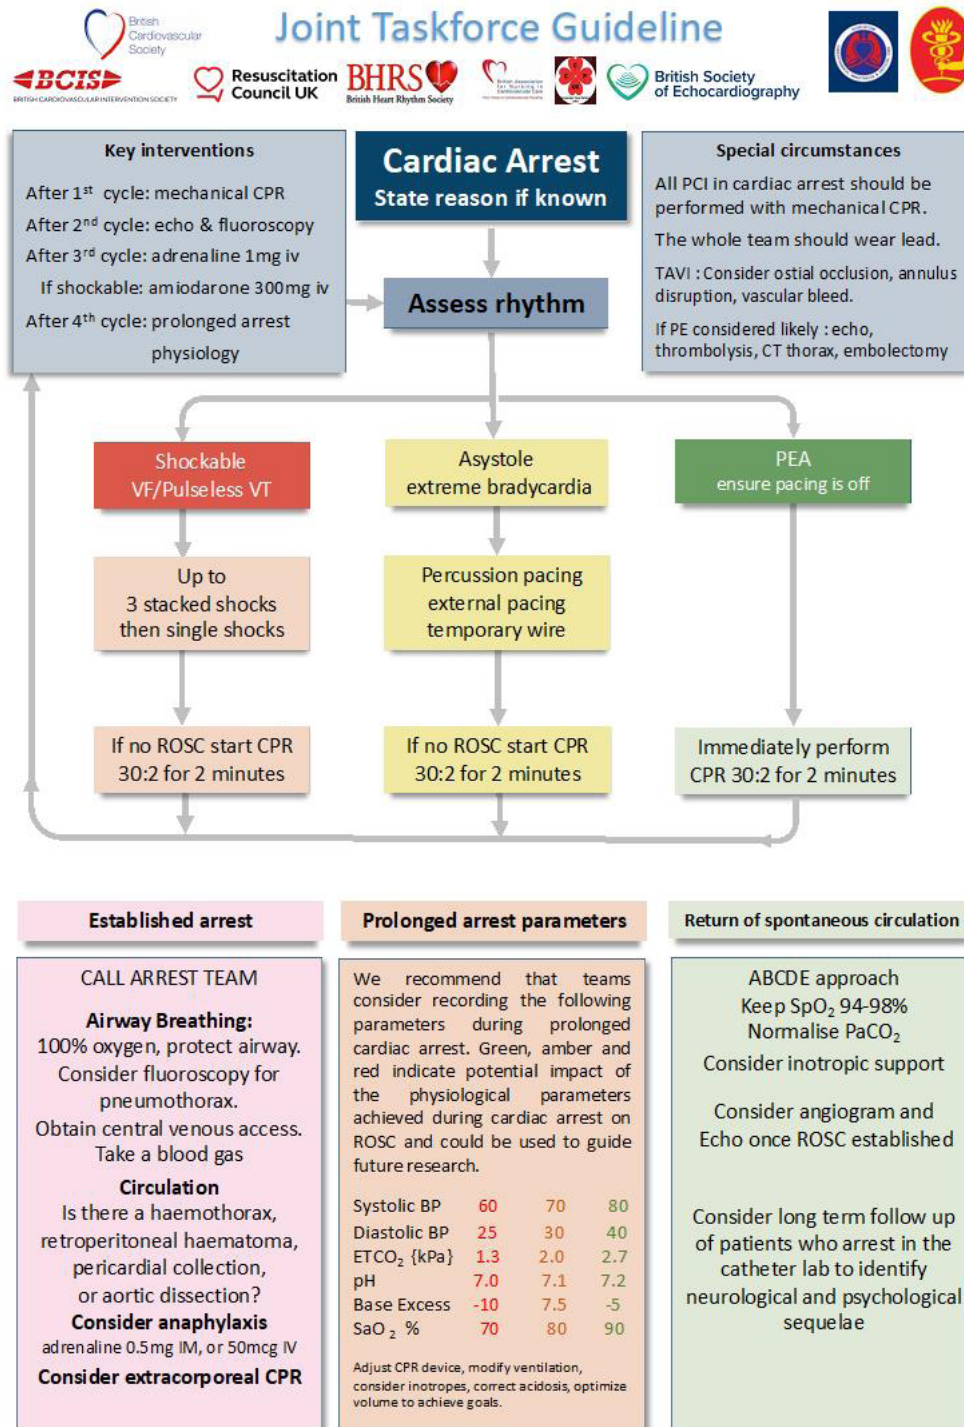 British
Cardiovascular
Society
Joint Taskforce Guideline
BCIS
BRITISH CARDIOVASCULAR INTERVENTION SOCIETY
Resuscitation
Council UK
BHRS
British Heart Rhythm Society
British Association
for Nursing in
Cardiovascular Care
British Society
of Echocardiography
Key interventions
After 1st cycle: mechanical CPR
After 2nd cycle: echo & fluoroscopy
After 3rd cycle: adrenaline 1mg iv
If shockable: amiodarone 300mg iv
After 4th cycle: prolonged arrest
physiology
Cardiac Arrest
State reason if known
Assess rhythm
Special circumstances
All PCI in cardiac arrest should be
performed with mechanical CPR.
The whole team should wear lead.
TAVI : Consider ostial occlusion, annulus
disruption, vascular bleed.
If PE considered likely : echo,
thrombolysis, CT thorax, embolectomy
Shockable
VF/Pulseless VT
Asystole
extreme bradycardia
PEA
ensure pacing is off
Up to
3 stacked shocks
then single shocks
Percussion pacing
external pacing
temporary wire
If no ROSC start CPR
30:2 for 2 minutes
If no ROSC start CPR
30:2 for 2 minutes
Immediately perform
CPR 30:2 for 2 minutes
Established arrest
CALL ARREST TEAM
Airway Breathing:
100% oxygen, protect airway.
Consider fluoroscopy for
pneumothorax.
Obtain central venous access.
Take a blood gas
Circulation
Is there a haemothorax,
retroperitoneal haematoma,
pericardial collection,
or aortic dissection?
Consider anaphylaxis
adrenaline 0.5mg IM, or 50mcg IV
Consider extracorporeal CPR
Prolonged arrest parameters
We recommend that teams
consider recording the following
parameters during prolonged
cardiac arrest. Green, amber and
red indicate potential impact of
the physiological parameters
achieved during cardiac arrest on
ROSC and could be used to guide
future research.
Systolic BP 60 70 80
Diastolic BP 25 30 40
ETCO2 {kPa} 1.3 2.0 2.7
pH 7.0 7.1 7.2
Base Excess -10 7.5 -5
SaO2 % 70 80 90
Adjust CPR device, modify ventilation,
consider inotropes, correct acidosis, optimize
volume to achieve goals.
Return of spontaneous circulation
ABCDE approach
Keep SpO2 94-98%
Normalise PaCO2
Consider inotropic support
Consider angiogram and
Echo once ROSC established
Consider long term follow up
of patients who arrest in the
catheter lab to identify
neurological and psychological
sequelae